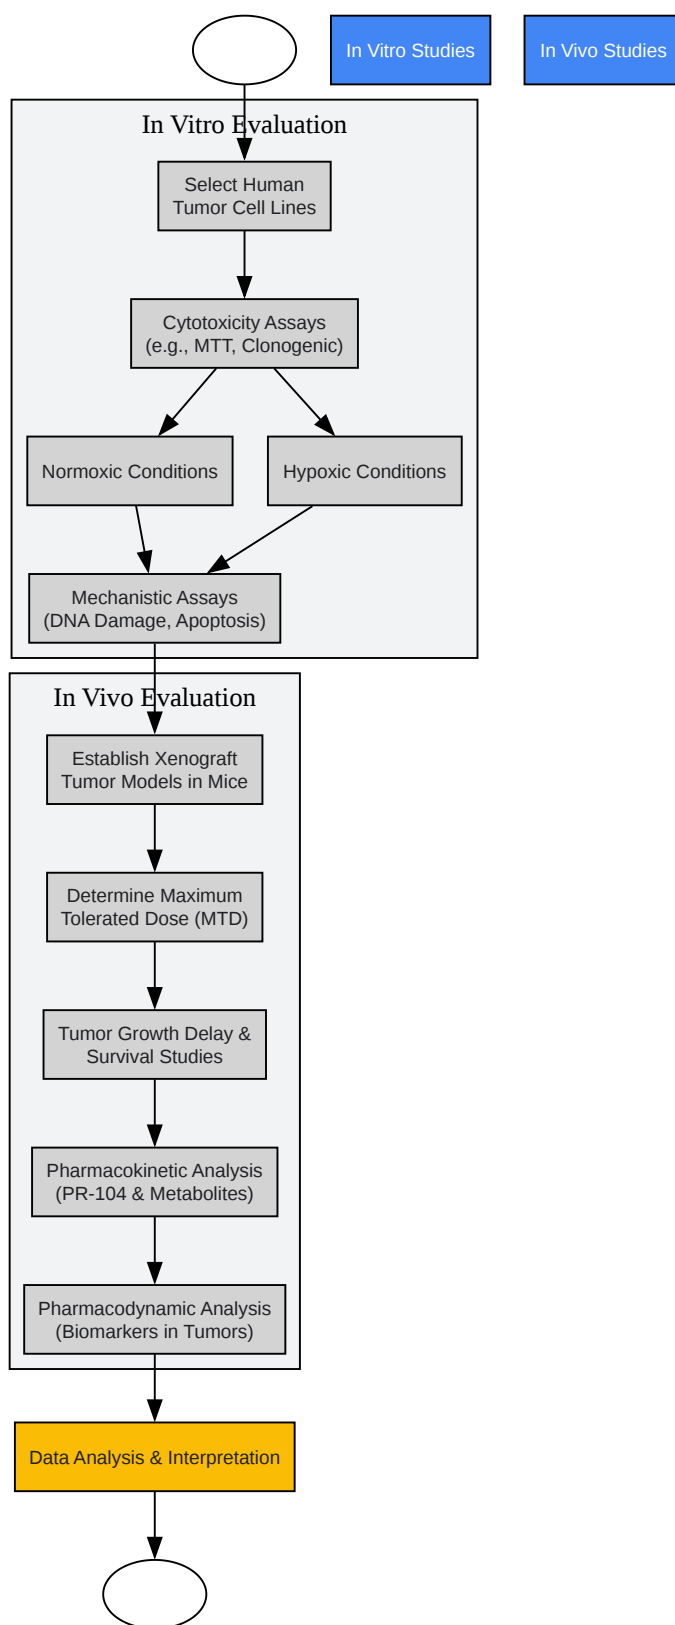 In Vitro Studies
In Vivo Studies
In Vitro Evaluation
Select Human
Tumor Cell Lines
Cytotoxicity Assays
(e.g., MTT, Clonogenic)
Normoxic Conditions
Hypoxic Conditions
Mechanistic Assays
(DNA Damage, Apoptosis)
In Vivo Evaluation
Establish Xenograft
Tumor Models in Mice
Determine Maximum
Tolerated Dose (MTD)
Tumor Growth Delay &
Survival Studies
Pharmacokinetic Analysis
(PR-104 & Metabolites)
Pharmacodynamic Analysis
(Biomarkers in Tumors)
Data Analysis & Interpretation